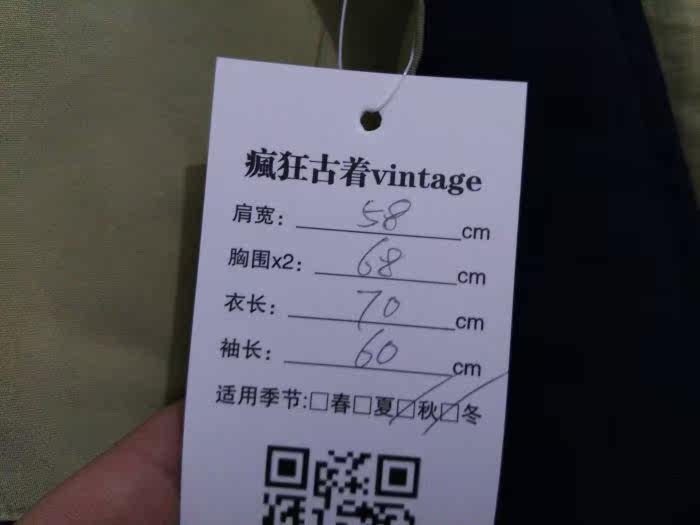 瘋狂古着vintage
肩宽：58cm
胸围x2：68cm
衣长：70cm
袖长：60cm
适用季节:□春□夏☑秋☑冬